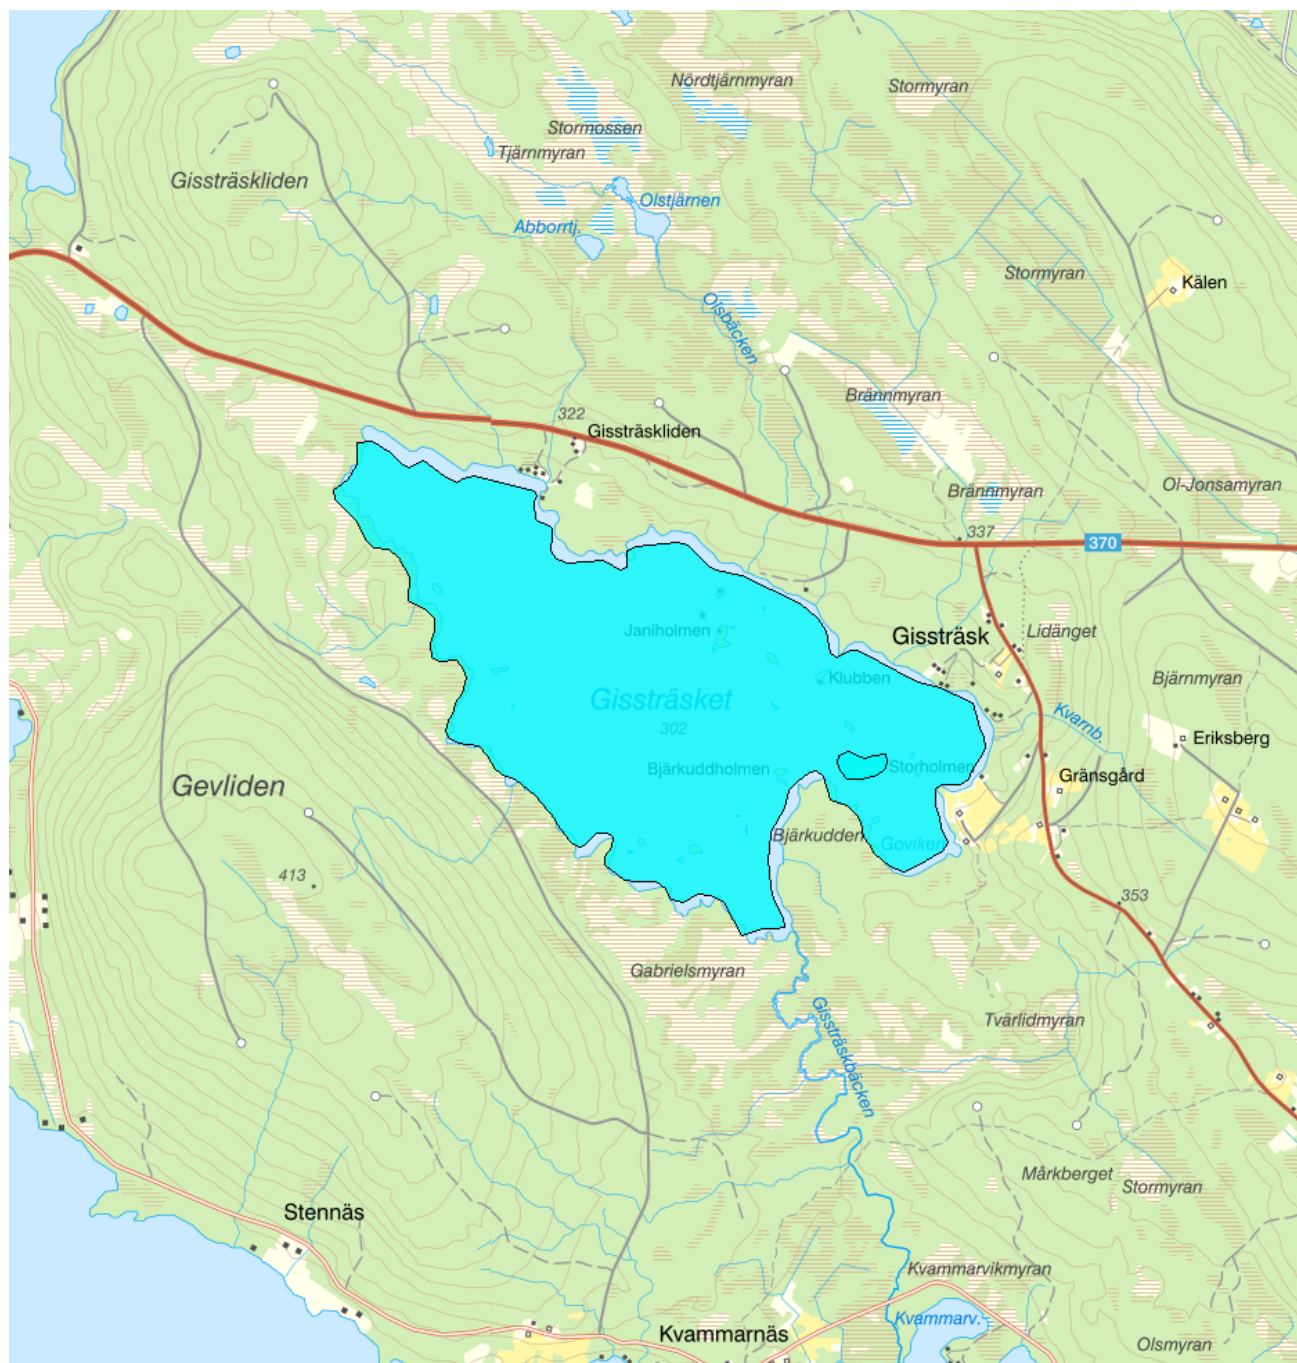 Nördtjärnmyran
Stormyran
Stormossen
Tjärnmyran
Gissträskliden
Olstjärnen
Abborrtj.
Stormyran
Kälen
Olsbäcken
Brännmyran
322
Gissträskliden
Brännmyran
Ol-Jonsamyran
337
370
Janiholmen
Gissträsk
Lidänget
Klubben
Bjärnmyran
Gissträsket
302
Kvarnb.
Eriksberg
Bjärkuddholmen
Storholmen
Gränsgård
Gevliden
Bjärkudden
Goviken
413
353
Gabrielsmyran
Tvärlidmyran
Gissträskbäcken
Mårkberget
Stormyran
Stennäs
Kvammarvikmyran
Kvammarv.
Kvammarnäs
Olsmyran